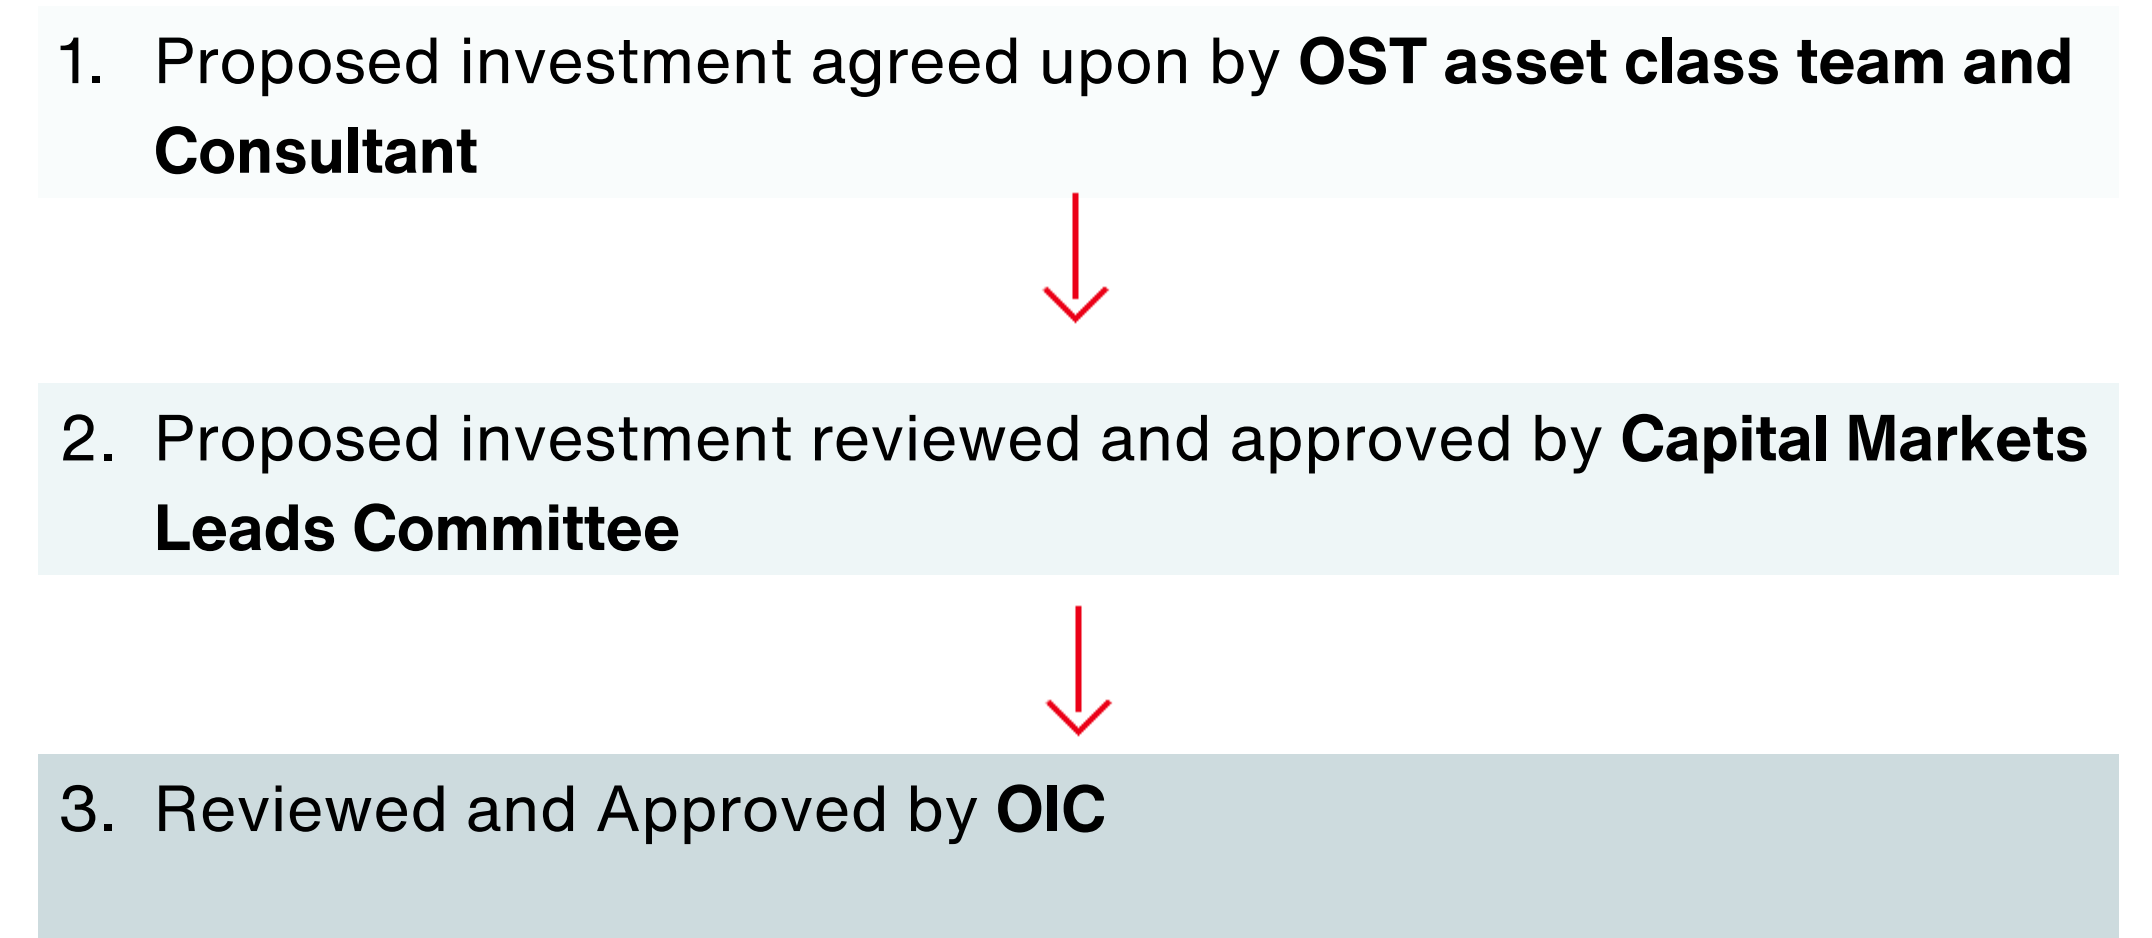 1. Proposed investment agreed upon by OST asset class team and
Consultant
2. Proposed investment reviewed and approved by Capital Markets
Leads Committee
3. Reviewed and Approved by OIC